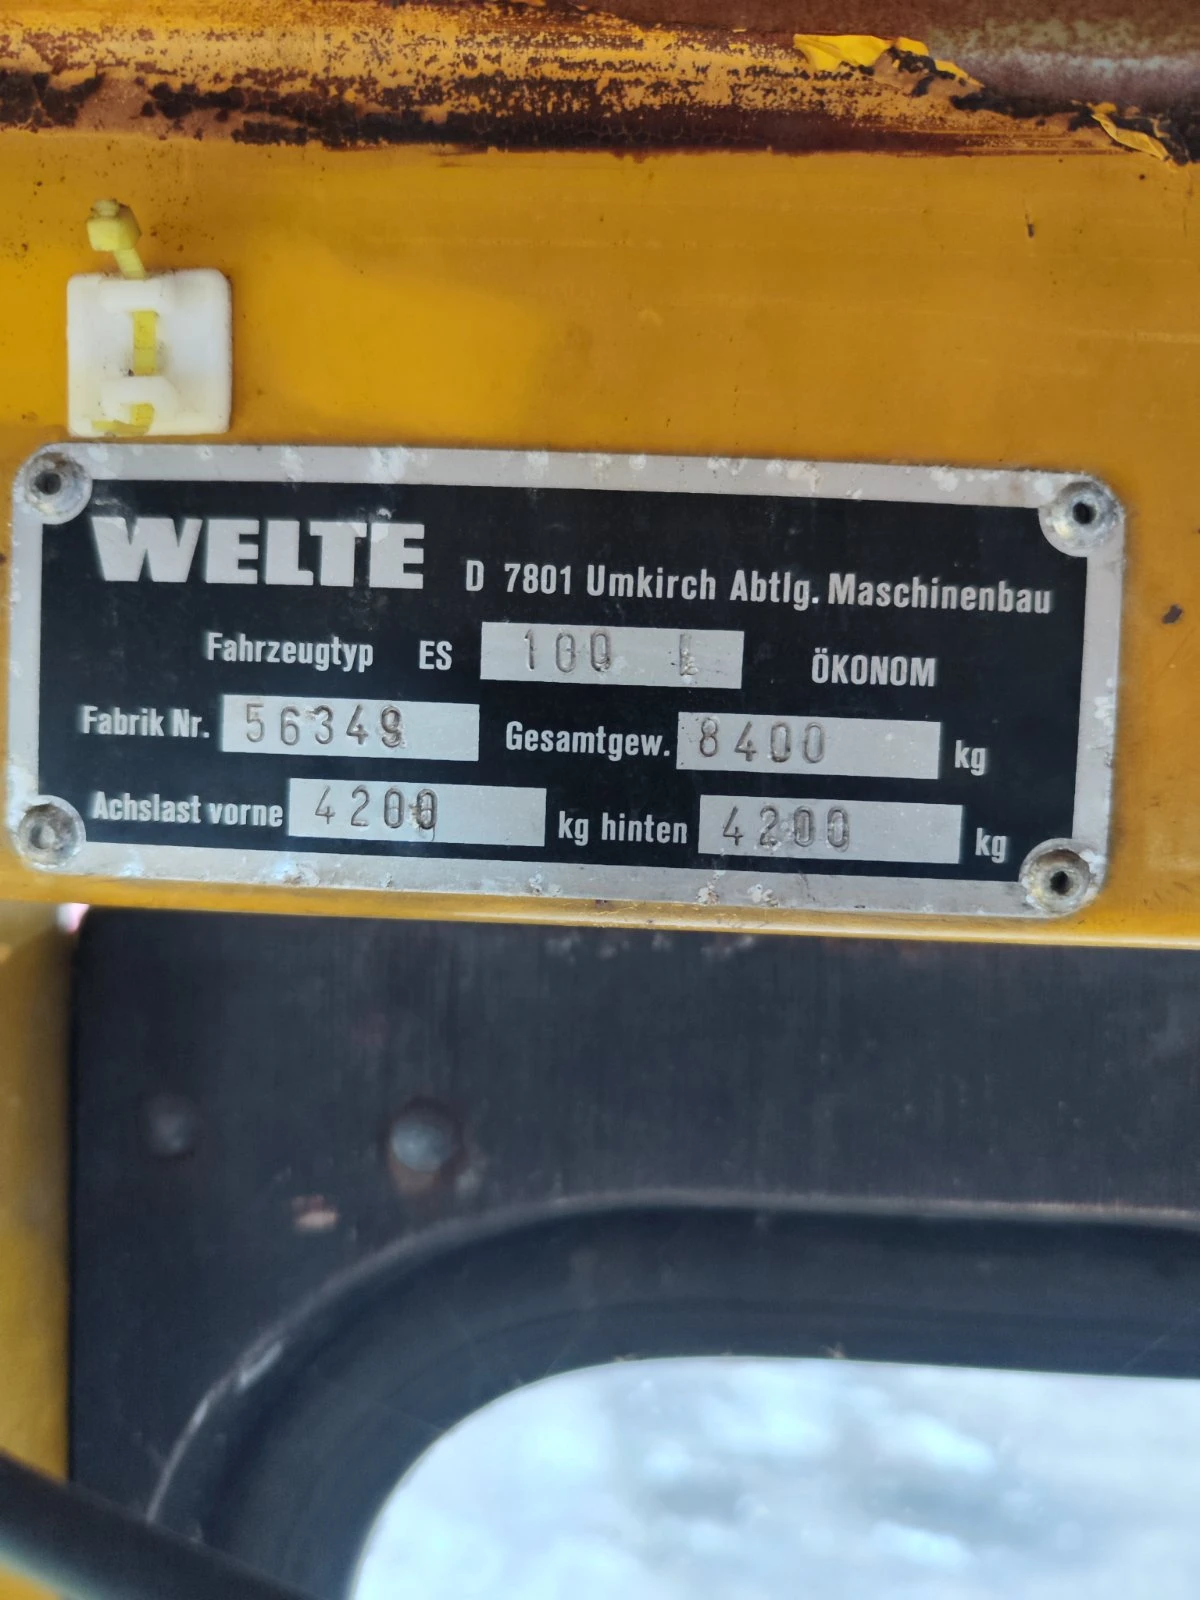 WELTE D 7801 Umkirch Abtlg. Maschinenbau
Fahrzeugtyp ES 100 L ÖKONOM
Fabrik Nr. 56349 Gesamtgew. 8400 kg
Achslast vorne 4200 kg hinten 4200 kg